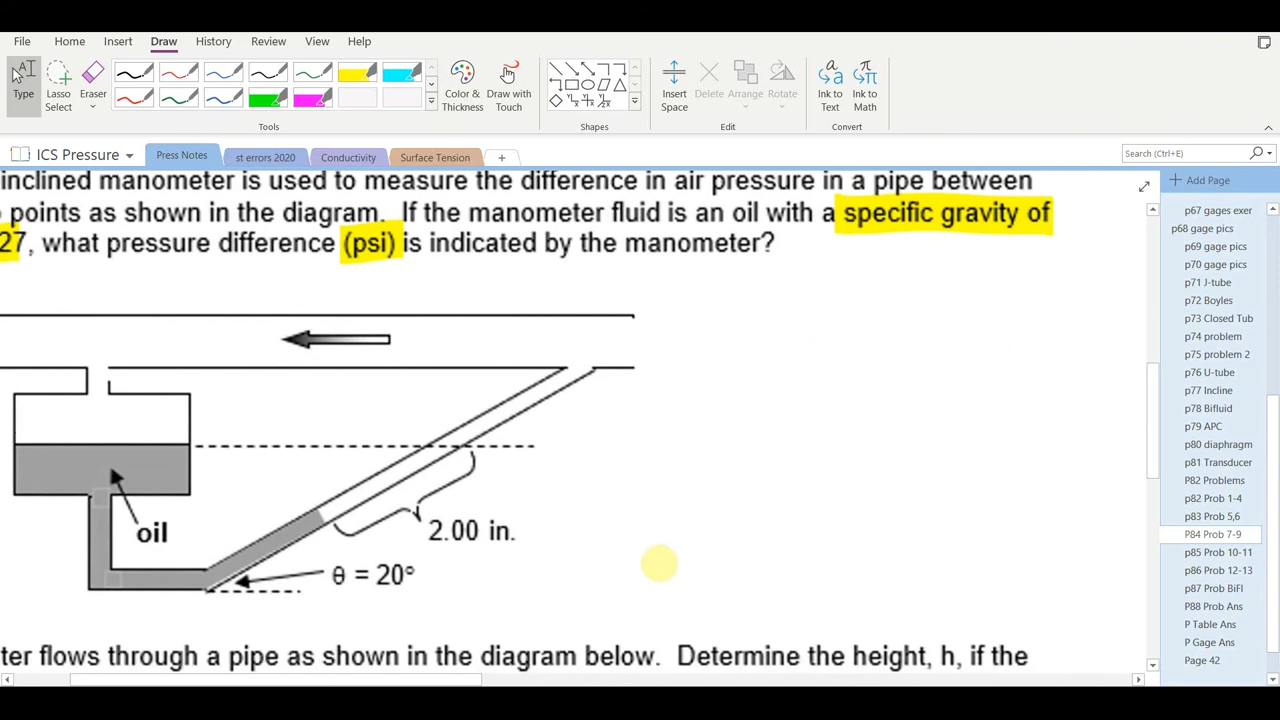 File Home Insert Draw History Review View Help
Type
Lasso Select
Eraser
Color & Thickness
Draw with Touch
Insert Space
Delete
Arrange
Rotate
Ink to Text
Ink to Math
Tools
Shapes
Edit
Convert
ICS Pressure
Press Notes
st errors 2020
Conductivity
Surface Tension
Search (Ctrl+E)
Add Page
inclined manometer is used to measure the difference in air pressure in a pipe between
points as shown in the diagram. If the manometer fluid is an oil with a specific gravity of
27, what pressure difference (psi) is indicated by the manometer?
oil
2.00 in.
θ = 20°
ter flows through a pipe as shown in the diagram below. Determine the height, h, if the
p67 gages exer
p68 gage pics
p69 gage pics
p70 gage pics
p71 J-tube
p72 Boyles
p73 Closed Tub
p74 problem
p75 problem 2
p76 U-tube
p77 Incline
p78 Bifluid
p79 APC
p80 diaphragm
p81 Transducer
P82 Problems
p82 Prob 1-4
p83 Prob 5,6
P84 Prob 7-9
p85 Prob 10-11
p86 Prob 12-13
p87 Prob BiFl
P88 Prob Ans
P Table Ans
P Gage Ans
Page 42